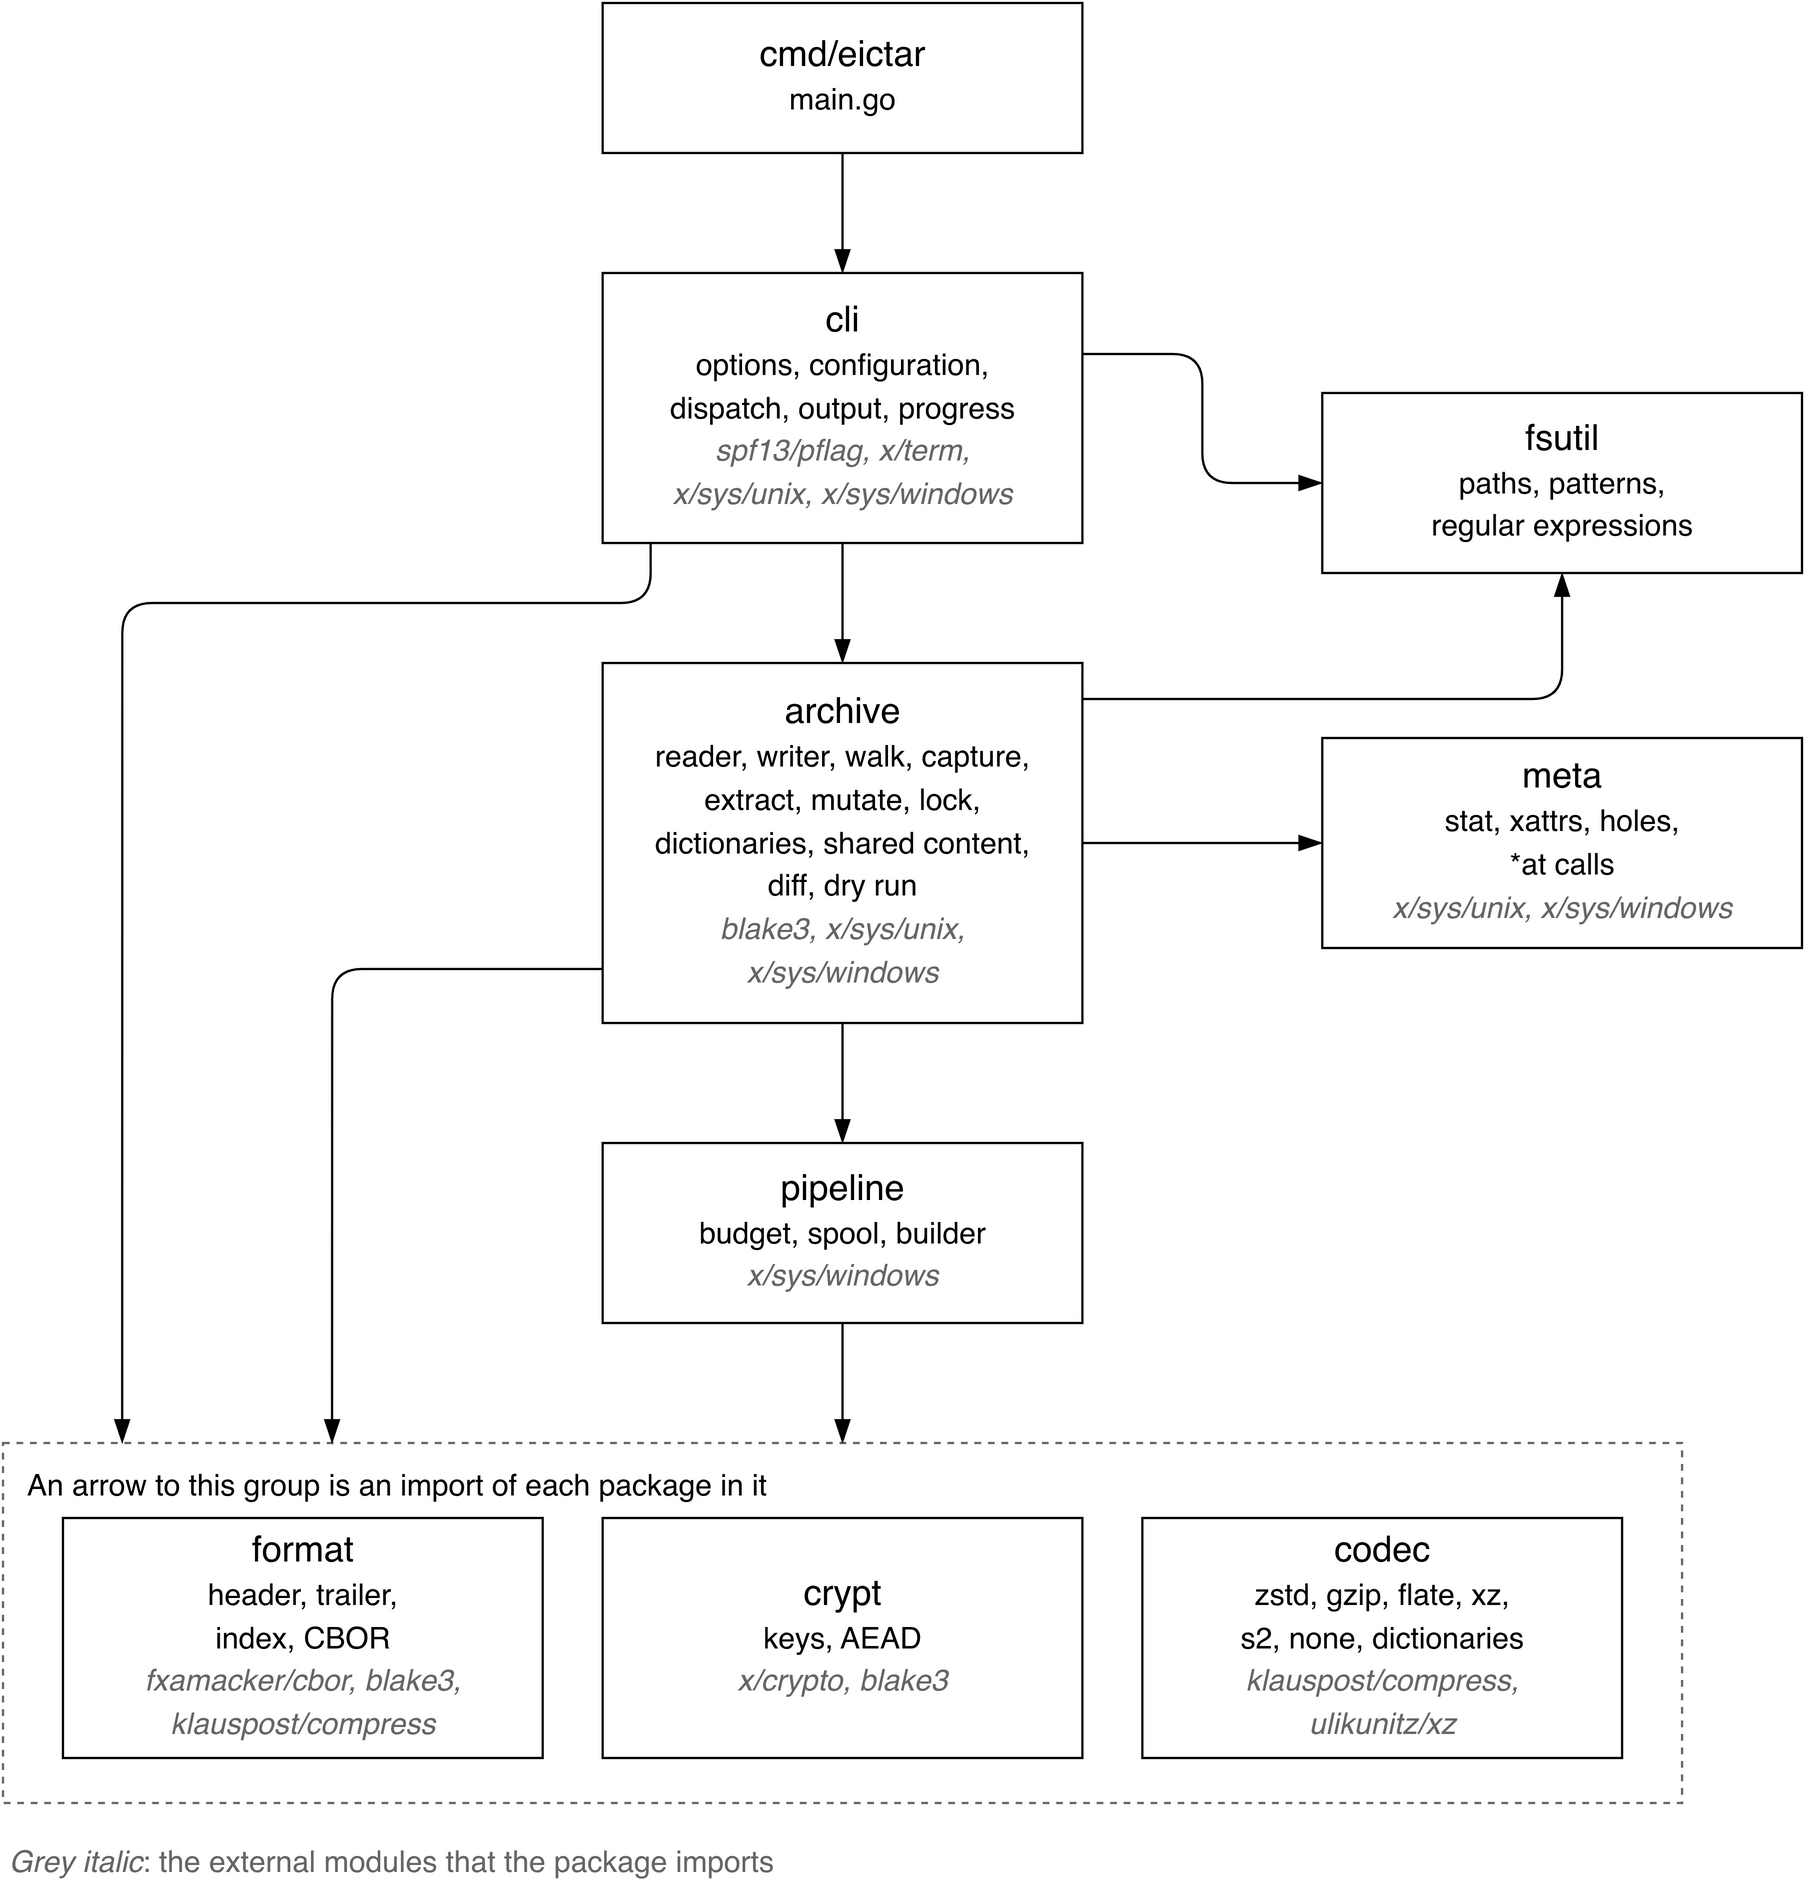 cmd/eictar
main.go
cli
options, configuration,
dispatch, output, progress
spf13/pflag, x/term,
x/sys/unix, x/sys/windows
fsutil
paths, patterns,
regular expressions
archive
reader, writer, walk, capture,
extract, mutate, lock,
dictionaries, shared content,
diff, dry run
blake3, x/sys/unix,
x/sys/windows
meta
stat, xattrs, holes,
*at calls
x/sys/unix, x/sys/windows
pipeline
budget, spool, builder
x/sys/windows
An arrow to this group is an import of each package in it
format
header, trailer,
index, CBOR
fxamacker/cbor, blake3,
klauspost/compress
crypt
keys, AEAD
x/crypto, blake3
codec
zstd, gzip, flate, xz,
s2, none, dictionaries
klauspost/compress,
ulikunitz/xz
Grey italic: the external modules that the package imports